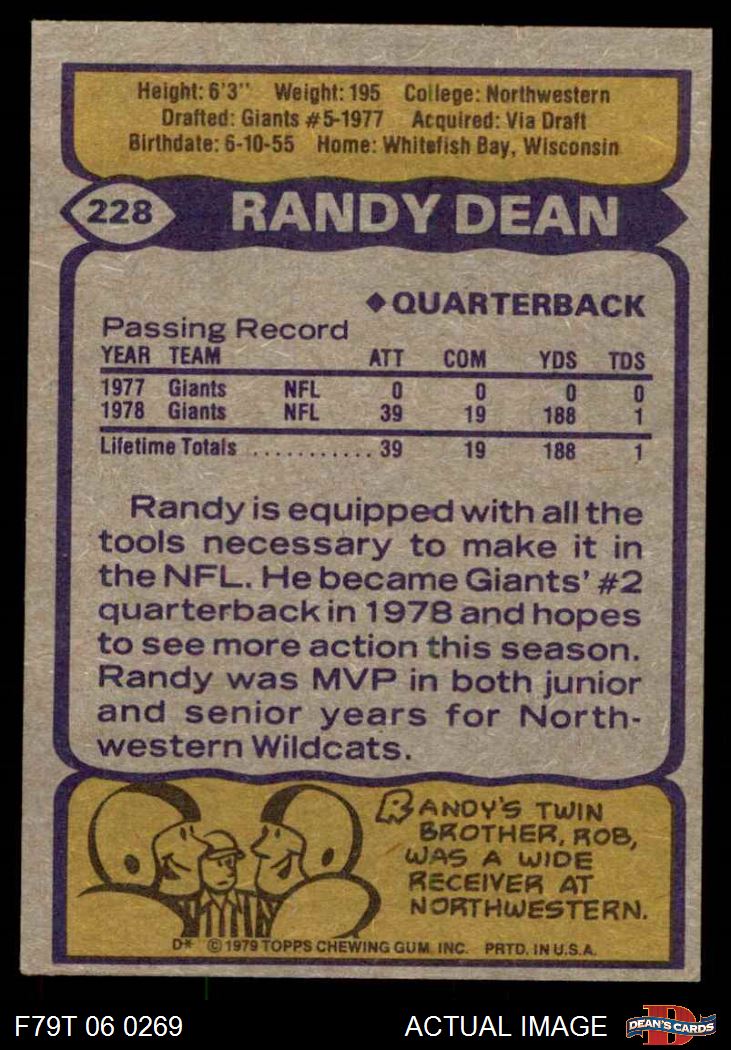 Height: 6'3" Weight: 195 College: Northwestern
Drafted: Giants #5-1977 Acquired: Via Draft
Birthdate: 6-10-55 Home: Whitefish Bay, Wisconsin
228 RANDY DEAN
◆QUARTERBACK
Passing Record
YEAR TEAM ATT COM YDS TDS
1977 Giants NFL 0 0 0 0
1978 Giants NFL 39 19 188 1
Lifetime Totals ........... 39 19 188 1
Randy is equipped with all the
tools necessary to make it in
the NFL. He became Giants' #2
quarterback in 1978 and hopes
to see more action this season.
Randy was MVP in both junior
and senior years for North-
western Wildcats.
RANDY'S TWIN
BROTHER, ROB,
WAS A WIDE
RECEIVER AT
NORTHWESTERN.
D* © 1979 TOPPS CHEWING GUM, INC. PRTD. IN U.S.A.
F79T 06 0269 ACTUAL IMAGE D DEAN'S CARDS